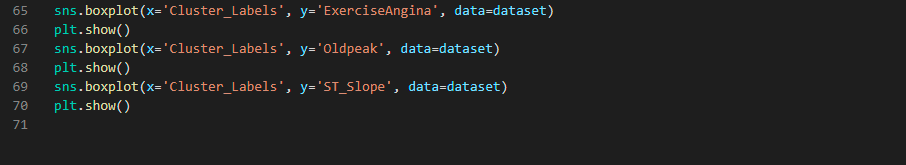 65 sns.boxplot(x='Cluster_Labels', y='ExerciseAngina', data=dataset)
66 plt.show()
67 sns.boxplot(x='Cluster_Labels', y='Oldpeak', data=dataset)
68 plt.show()
69 sns.boxplot(x='Cluster_Labels', y='ST_Slope', data=dataset)
70 plt.show()
71